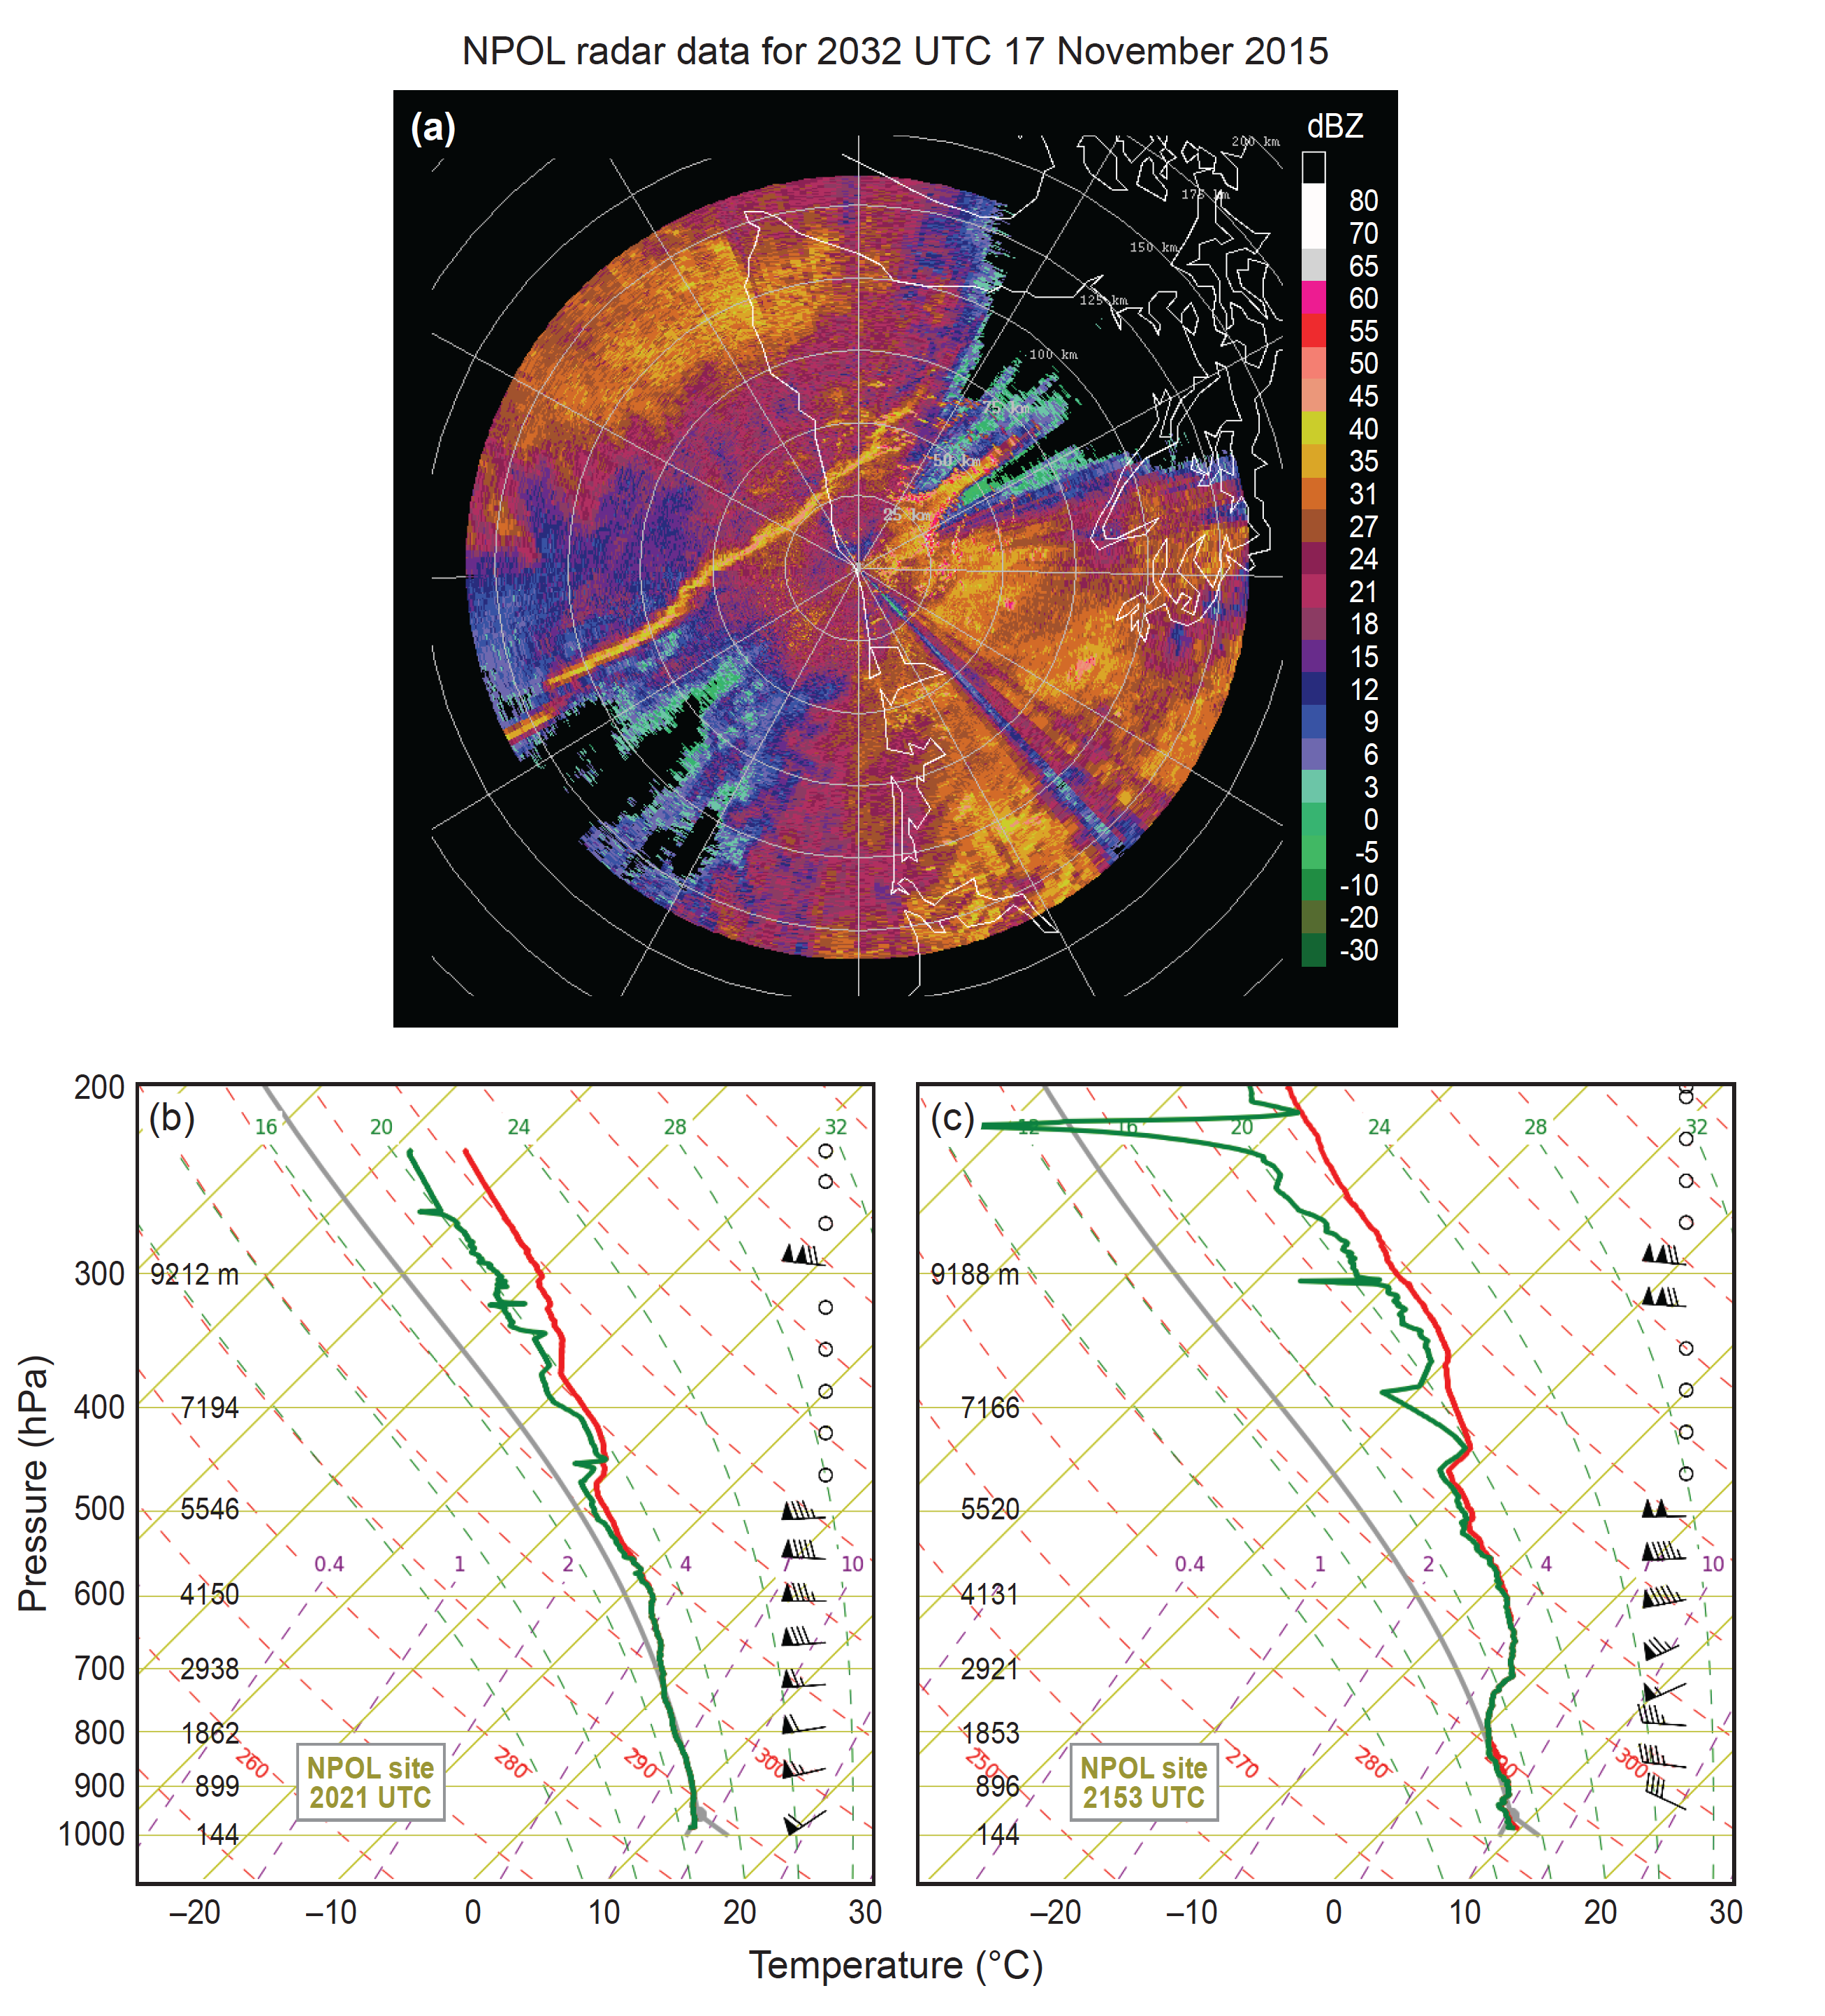 NPOL radar data for 2032 UTC 17 November 2015
(a)
dBZ
200 km
175 km
150 km
125 km
100 km
75 km
50 km
25 km
80
70
65
60
55
50
45
40
35
31
27
24
21
18
15
12
9
6
3
0
-5
-10
-20
-30
Pressure (hPa)
200
300
400
500
600
700
800
900
1000
(b)
16 20 24 28 32
9212 m
7194
5546
0.4 1 2 4 7 10
4150
2938
1862
260 280 290 300
899
144
NPOL site
2021 UTC
–20 –10 0 10 20 30
(c)
12 16 20 24 28 32
9188 m
7166
5520
0.4 1 2 4 7 10
4131
2921
1853
250 270 280 290 300
896
144
NPOL site
2153 UTC
–20 –10 0 10 20 30
Temperature (°C)